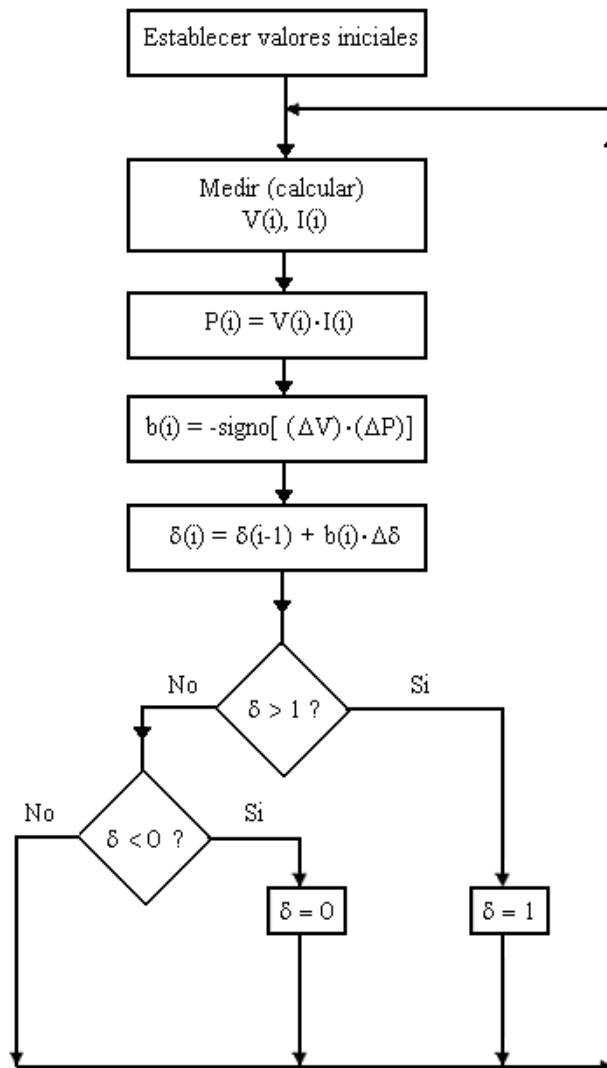 Establecer valores iniciales
Medir (calcular)
V(i), I(i)
P(i) = V(i)·I(i)
b(i) = -signo[ (ΔV)·(ΔP)]
δ(i) = δ(i-1) + b(i)·Δδ
No
δ > 1 ?
Si
No
δ < 0 ?
Si
δ = 0
δ = 1